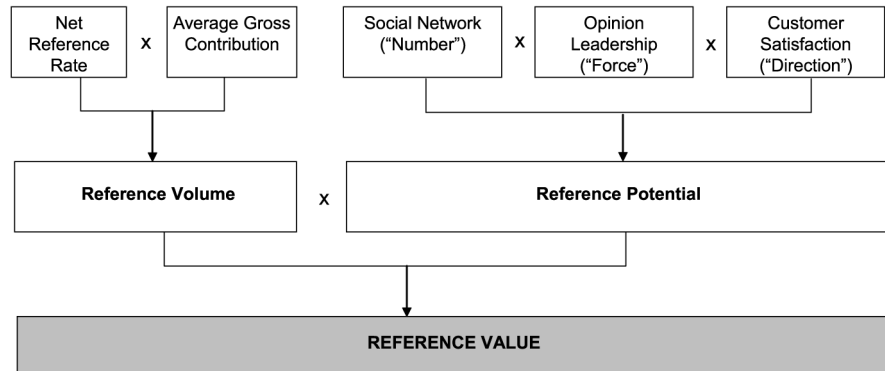 Net
Reference
Rate
x
Average Gross
Contribution
Social Network
(“Number”)
x
Opinion
Leadership
(“Force”)
x
Customer
Satisfaction
(“Direction”)
Reference Volume
x
Reference Potential
REFERENCE VALUE